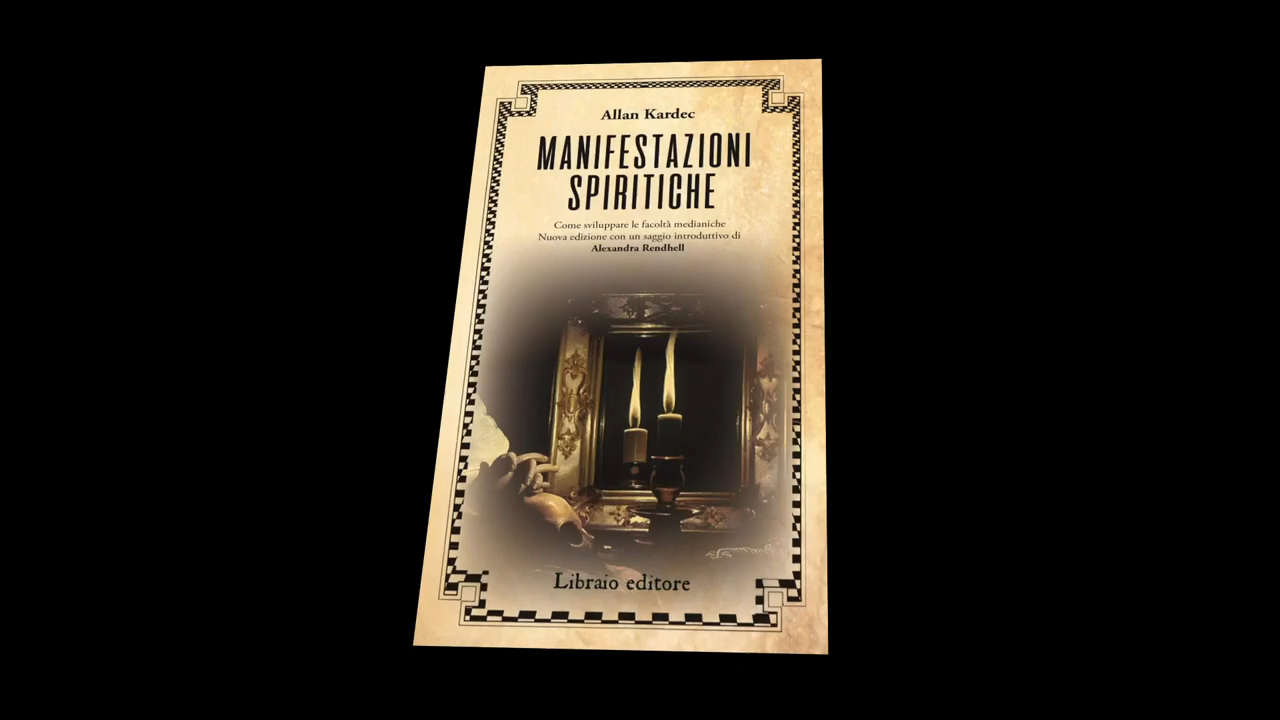 Allan Kardec
MANIFESTAZIONI
SPIRITICHE
Come sviluppare le facoltà medianiche
Nuova edizione con un saggio introduttivo di
Alexandra Rendhell
Libraio editore